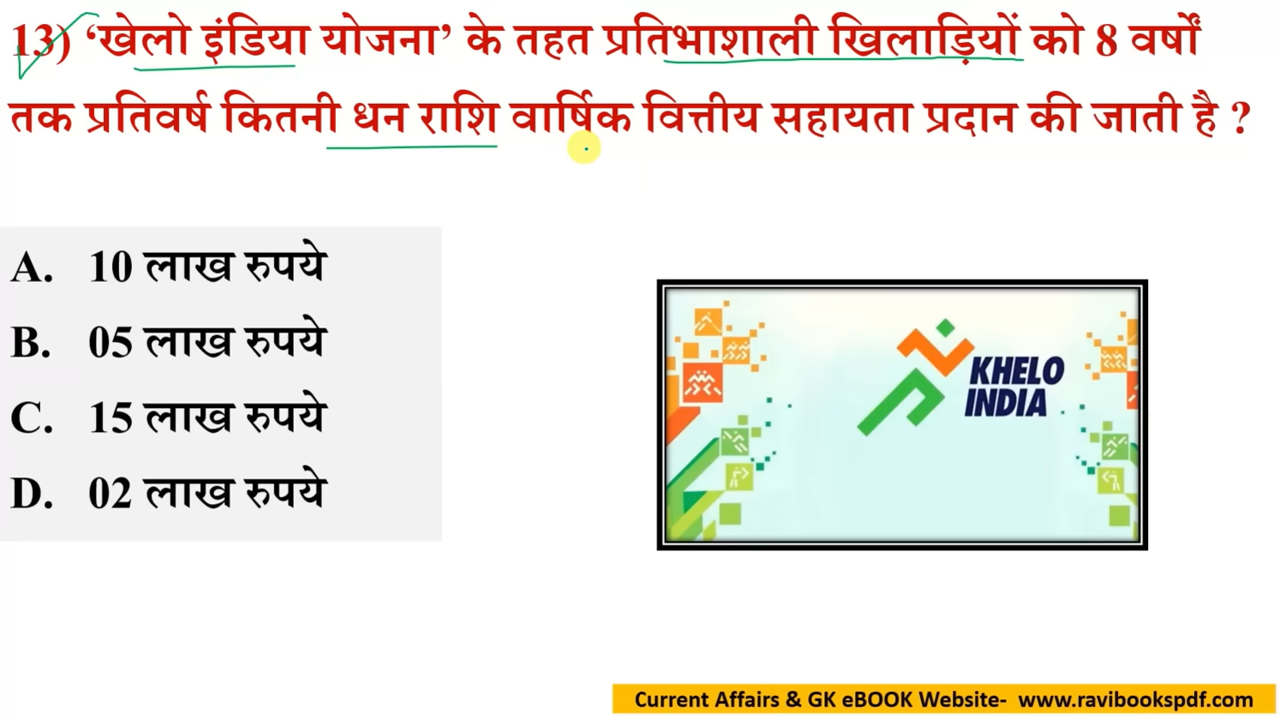 13) ‘खेलो इंडिया योजना’ के तहत प्रतिभाशाली खिलाड़ियों को 8 वर्षों
तक प्रतिवर्ष कितनी धन राशि वार्षिक वित्तीय सहायता प्रदान की जाती है ?
A. 10 लाख रुपये
B. 05 लाख रुपये
C. 15 लाख रुपये
D. 02 लाख रुपये
KHELO
INDIA
Current Affairs & GK eBOOK Website- www.ravibookspdf.com